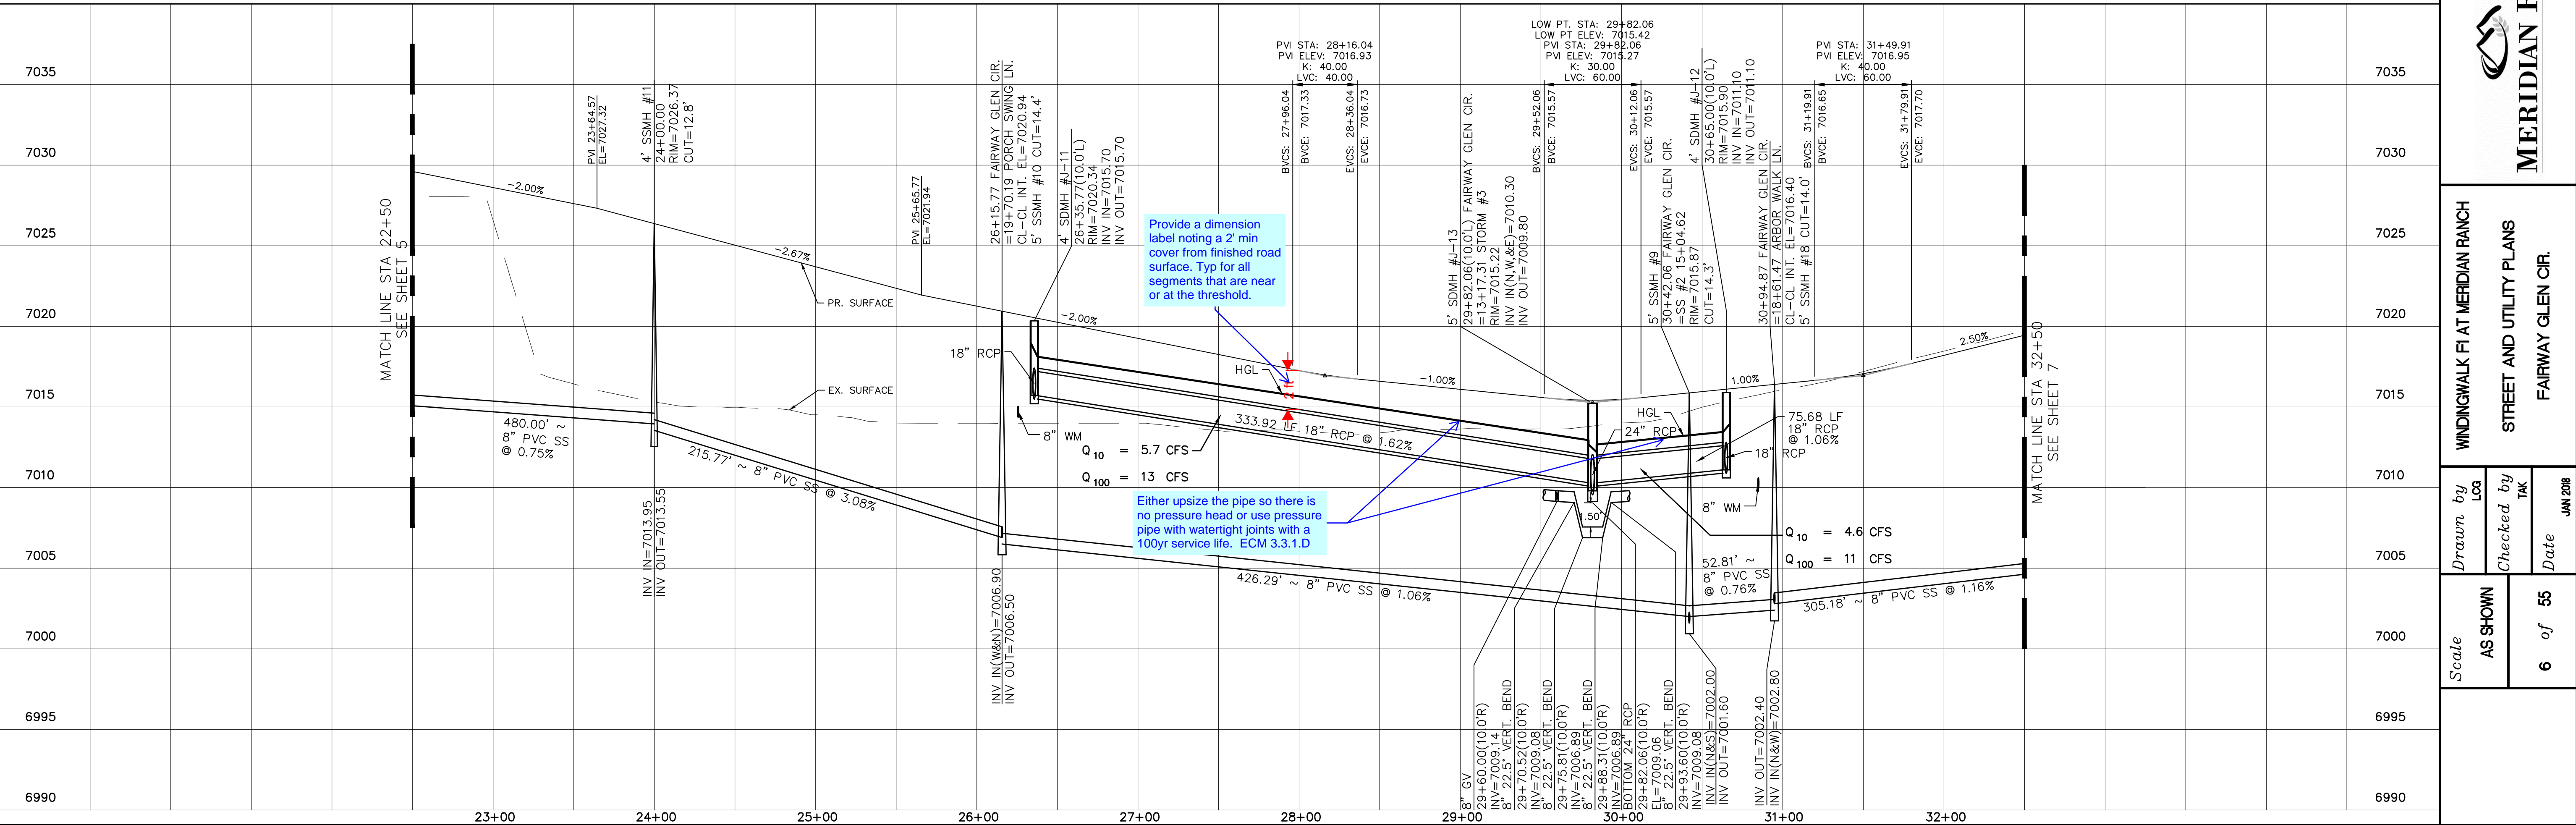 7035
7030
7025
7020
7015
7010
7005
7000
6995
6990
MATCH LINE STA 22+50
SEE SHEET 5
-2.00%
PVI 23+64.57
EL=7027.32
4' SSMH #11
24+00.00
RIM=7026.37
CUT=12.8'
-2.67%
PR. SURFACE
EX. SURFACE
PVI 25+65.77
EL=7021.94
26+15.77 FAIRWAY GLEN CIR.
=19+70.19 PORCH SWING LN.
CL-CL INT. EL=7020.94
5' SSMH #10 CUT=14.4'
4' SDMH #J-11
26+35.77(10.0'L)
RIM=7020.34
INV IN=7015.70
INV OUT=7015.70
Provide a dimension
label noting a 2' min
cover from finished road
surface. Typ for all
segments that are near
or at the threshold.
-2.00%
PVI STA: 28+16.04
PVI ELEV: 7016.93
K: 40.00
LVC: 40.00
BVCS: 27+96.04
BVCE: 7017.33
EVCS: 28+36.04
EVCE: 7016.73
LOW PT. STA: 29+82.06
LOW PT ELEV: 7015.42
PVI STA: 29+82.06
PVI ELEV: 7015.27
K: 30.00
LVC: 60.00
BVCS: 29+52.06
BVCE: 7015.57
EVCS: 30+12.06
EVCE: 7015.57
PVI STA: 31+49.91
PVI ELEV: 7016.95
K: 40.00
LVC: 60.00
BVCS: 31+19.91
BVCE: 7016.65
EVCS: 31+79.91
EVCE: 7017.70
5' SDMH #J-13
29+82.06(10.0'L) FAIRWAY GLEN CIR.
=13+17.31 STORM #3
RIM=7015.22
INV IN(N,W,&E)=7010.30
INV OUT=7009.80
5' SSMH #9
30+42.06 FAIRWAY GLEN CIR.
=SS #2 15+04.62
RIM=7015.87
CUT=14.3'
4' SDMH #J-12
30+65.00(10.0'L)
RIM=7015.90
INV IN=7011.10
INV OUT=7011.10
30+94.87 FAIRWAY GLEN CIR.
=18+61.47 ARBOR WALK LN.
CL-CL INT. EL=7016.40
5' SSMH #18 CUT=14.0'
18" RCP
HGL
-1.00%
1.00%
2.50%
8" WM
333.92 LF 18" RCP @ 1.62%
Q10 = 5.7 CFS
Q100 = 13 CFS
HGL
24" RCP
75.68 LF
18" RCP
@ 1.06%
18" RCP
8" WM
Q10 = 4.6 CFS
Q100 = 11 CFS
1.50'
Either upsize the pipe so there is
no pressure head or use pressure
pipe with watertight joints with a
100yr service life. ECM 3.3.1.D
480.00' ~
8" PVC SS
@ 0.75%
215.77' ~ 8" PVC SS @ 3.08%
426.29' ~ 8" PVC SS @ 1.06%
52.81' ~
8" PVC SS
@ 0.76%
305.18' ~ 8" PVC SS @ 1.16%
MATCH LINE STA 32+50
SEE SHEET 7
INV IN=7013.95
INV OUT=7013.55
INV IN(W&N)=7006.90
INV OUT=7006.50
8" GV
29+60.00(10.0'R)
INV=7009.14
8" 22.5° VERT. BEND
29+70.52(10.0'R)
INV=7009.08
8" 22.5° VERT. BEND
29+75.81(10.0'R)
INV=7006.89
8" 22.5° VERT. BEND
29+88.31(10.0'R)
INV=7006.89
BOTTOM 24" RCP
29+82.06(10.0'R)
EL=7009.06
8" 22.5° VERT. BEND
29+93.60(10.0'R)
INV=7009.08
INV IN(N&S)=7002.00
INV OUT=7001.60
INV OUT=7002.40
INV IN(N&W)=7002.80
23+00
24+00
25+00
26+00
27+00
28+00
29+00
30+00
31+00
32+00
7035
7030
7025
7020
7015
7010
7005
7000
6995
6990
MERIDIAN
WINDINGWALK F1 AT MERIDIAN RANCH
STREET AND UTILITY PLANS
FAIRWAY GLEN CIR.
Drawn by
LCG
Checked by
TAK
Date
JAN 2018
Scale
AS SHOWN
6 of 55